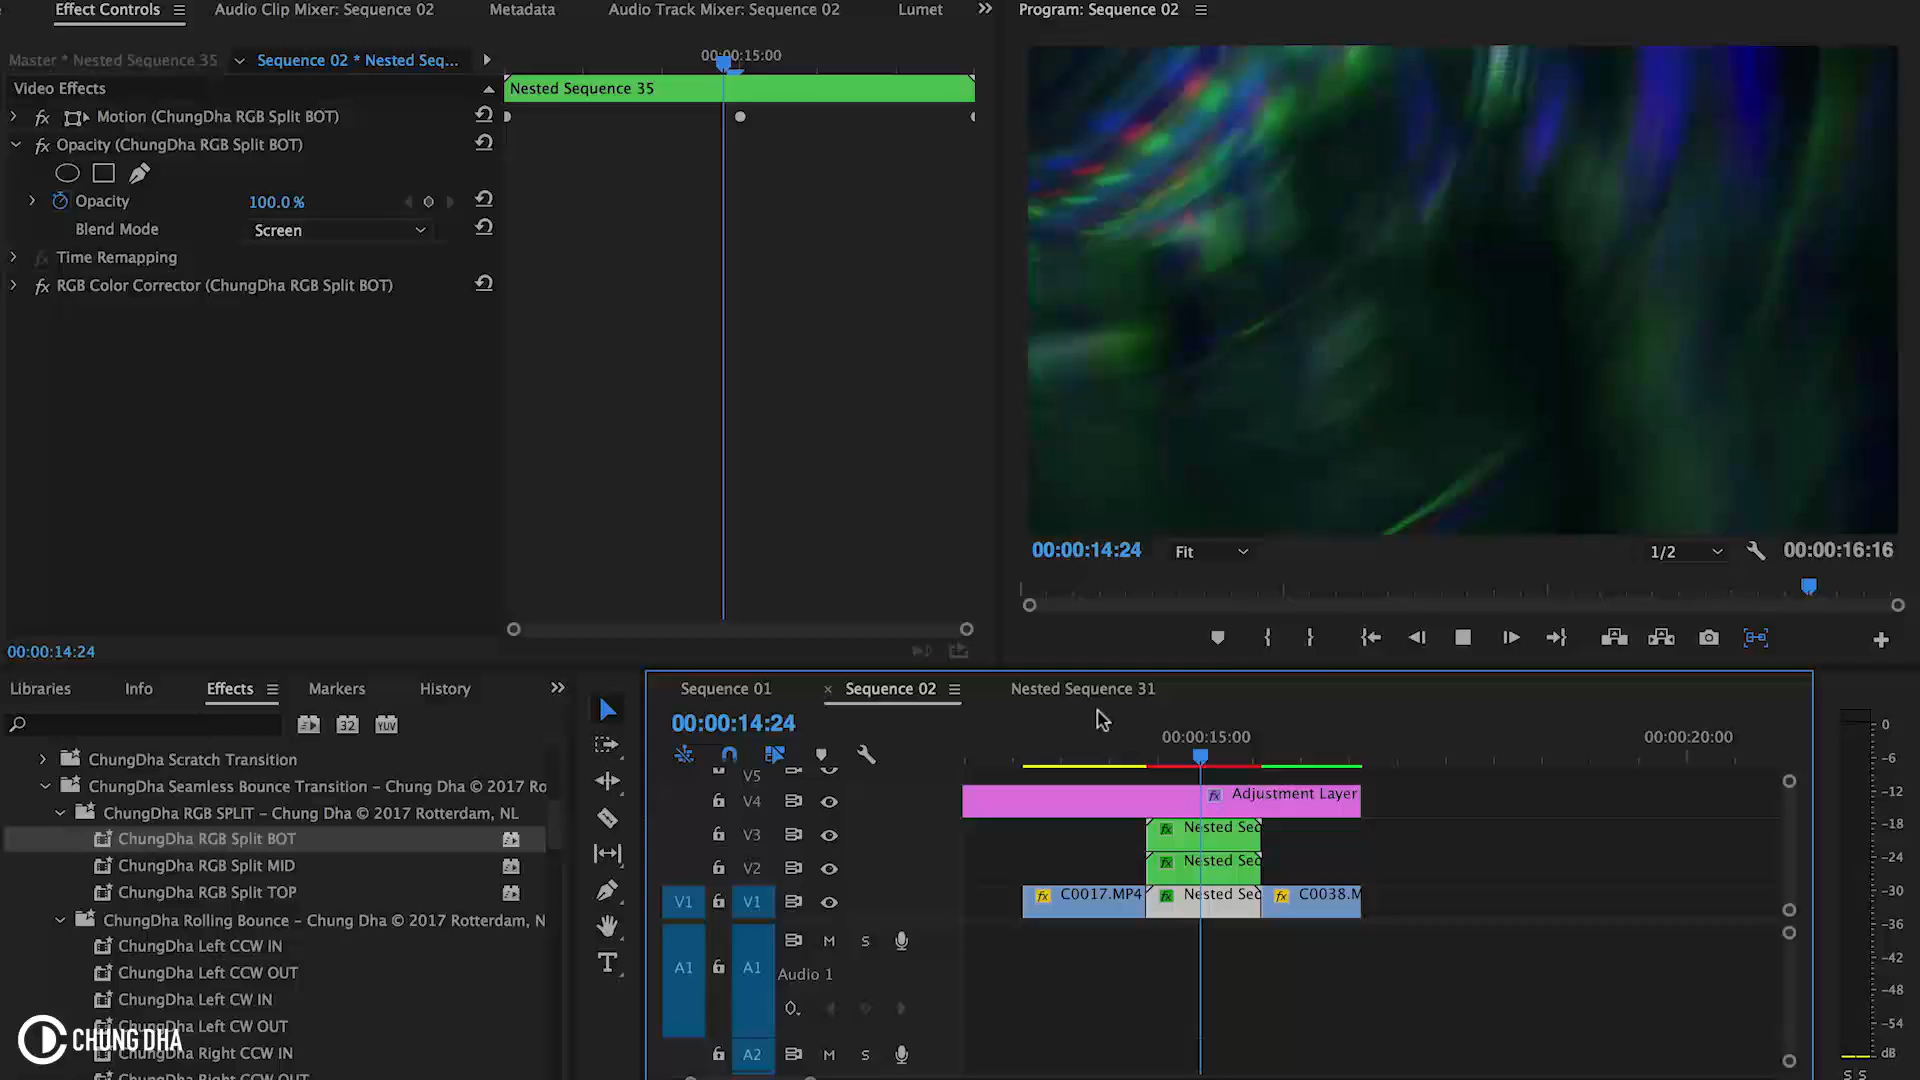 Effect Controls
Audio Clip Mixer: Sequence 02
Metadata
Audio Track Mixer: Sequence 02
Lumet
Program: Sequence 02
Master * Nested Sequence 35
Sequence 02 * Nested Seq...
00:00:15:00
Video Effects
Nested Sequence 35
fx Motion (ChungDha RGB Split BOT)
fx Opacity (ChungDha RGB Split BOT)
Opacity 100.0 %
Blend Mode Screen
fx Time Remapping
fx RGB Color Corrector (ChungDha RGB Split BOT)
00:00:14:24
00:00:14:24
Fit
1/2
00:00:16:16
Libraries
Info
Effects
Markers
History
32
YUV
ChungDha Scratch Transition
ChungDha Seamless Bounce Transition – Chung Dha © 2017 Ro
ChungDha RGB SPLIT – Chung Dha © 2017 Rotterdam, NL
ChungDha RGB Split BOT
ChungDha RGB Split MID
ChungDha RGB Split TOP
ChungDha Rolling Bounce – Chung Dha © 2017 Rotterdam, N
ChungDha Left CCW IN
ChungDha Left CCW OUT
ChungDha Left CW IN
ChungDha Left CW OUT
ChungDha Right CCW IN
ChungDha Right CCW OUT
CHUNG DHA
T
Sequence 01
× Sequence 02
Nested Sequence 31
00:00:14:24
00:00:15:00
00:00:20:00
V5
V4
fx Adjustment Layer
V3
fx Nested Sec
V2
fx Nested Sec
V1 V1
fx C0017.MP4
fx Nested Sec
fx C0038.M
A1 A1
M S
Audio 1
A2 M S
0
-6
-12
-18
-24
-30
-36
-42
-48
-54
dB
S S